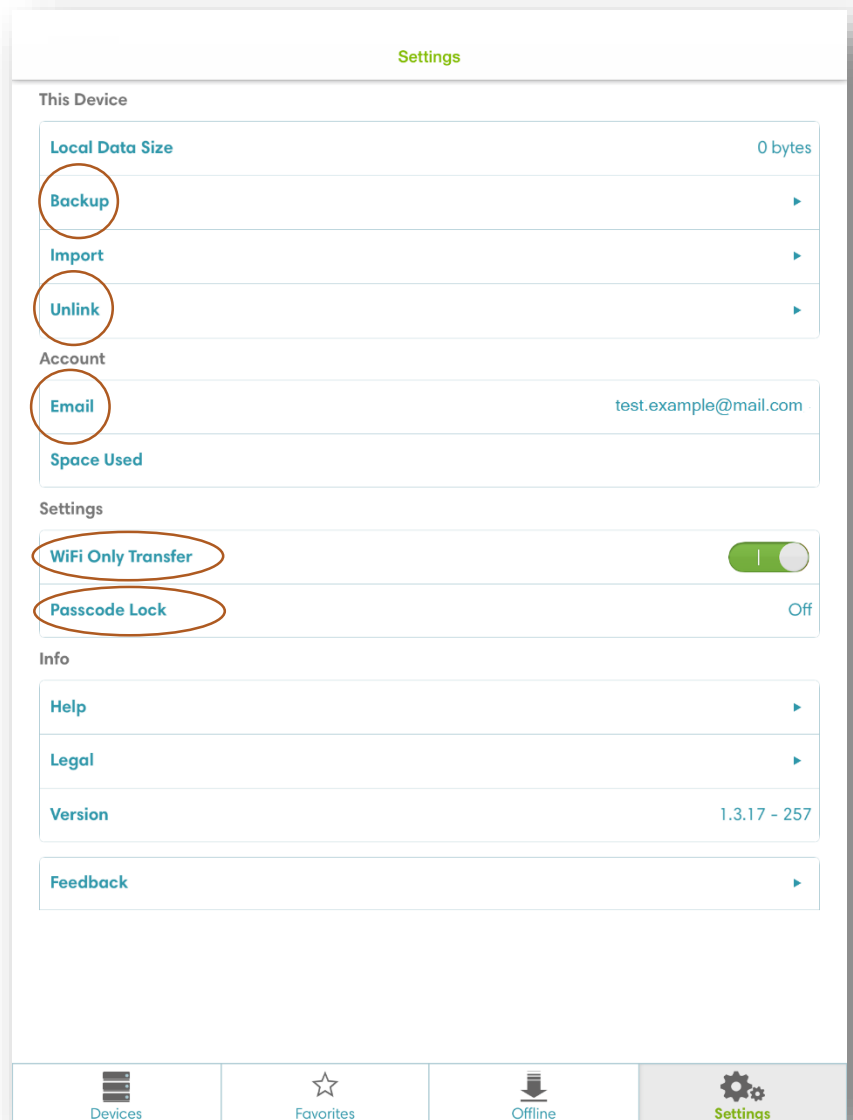 Settings
This Device
Local Data Size 0 bytes
Backup
Import
Unlink
Account
Email test.example@mail.com
Space Used
Settings
WiFi Only Transfer
Passcode Lock Off
Info
Help
Legal
Version 1.3.17 - 257
Feedback
Devices Favorites Offline Settings